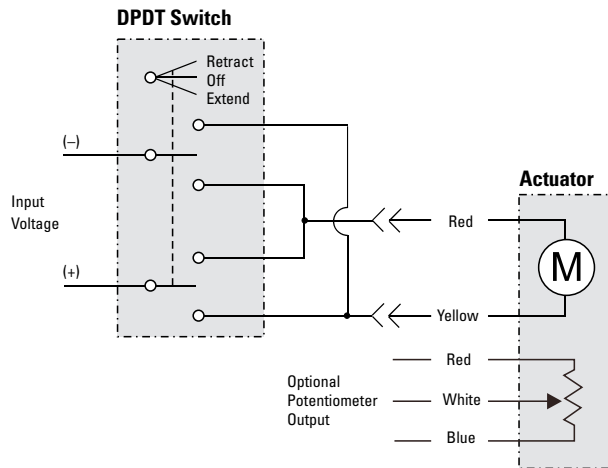 DPDT Switch
Retract
Off
Extend
(–)
Input
Voltage
(+)
Actuator
Red
M
Yellow
Red
Optional
Potentiometer
Output
White
Blue